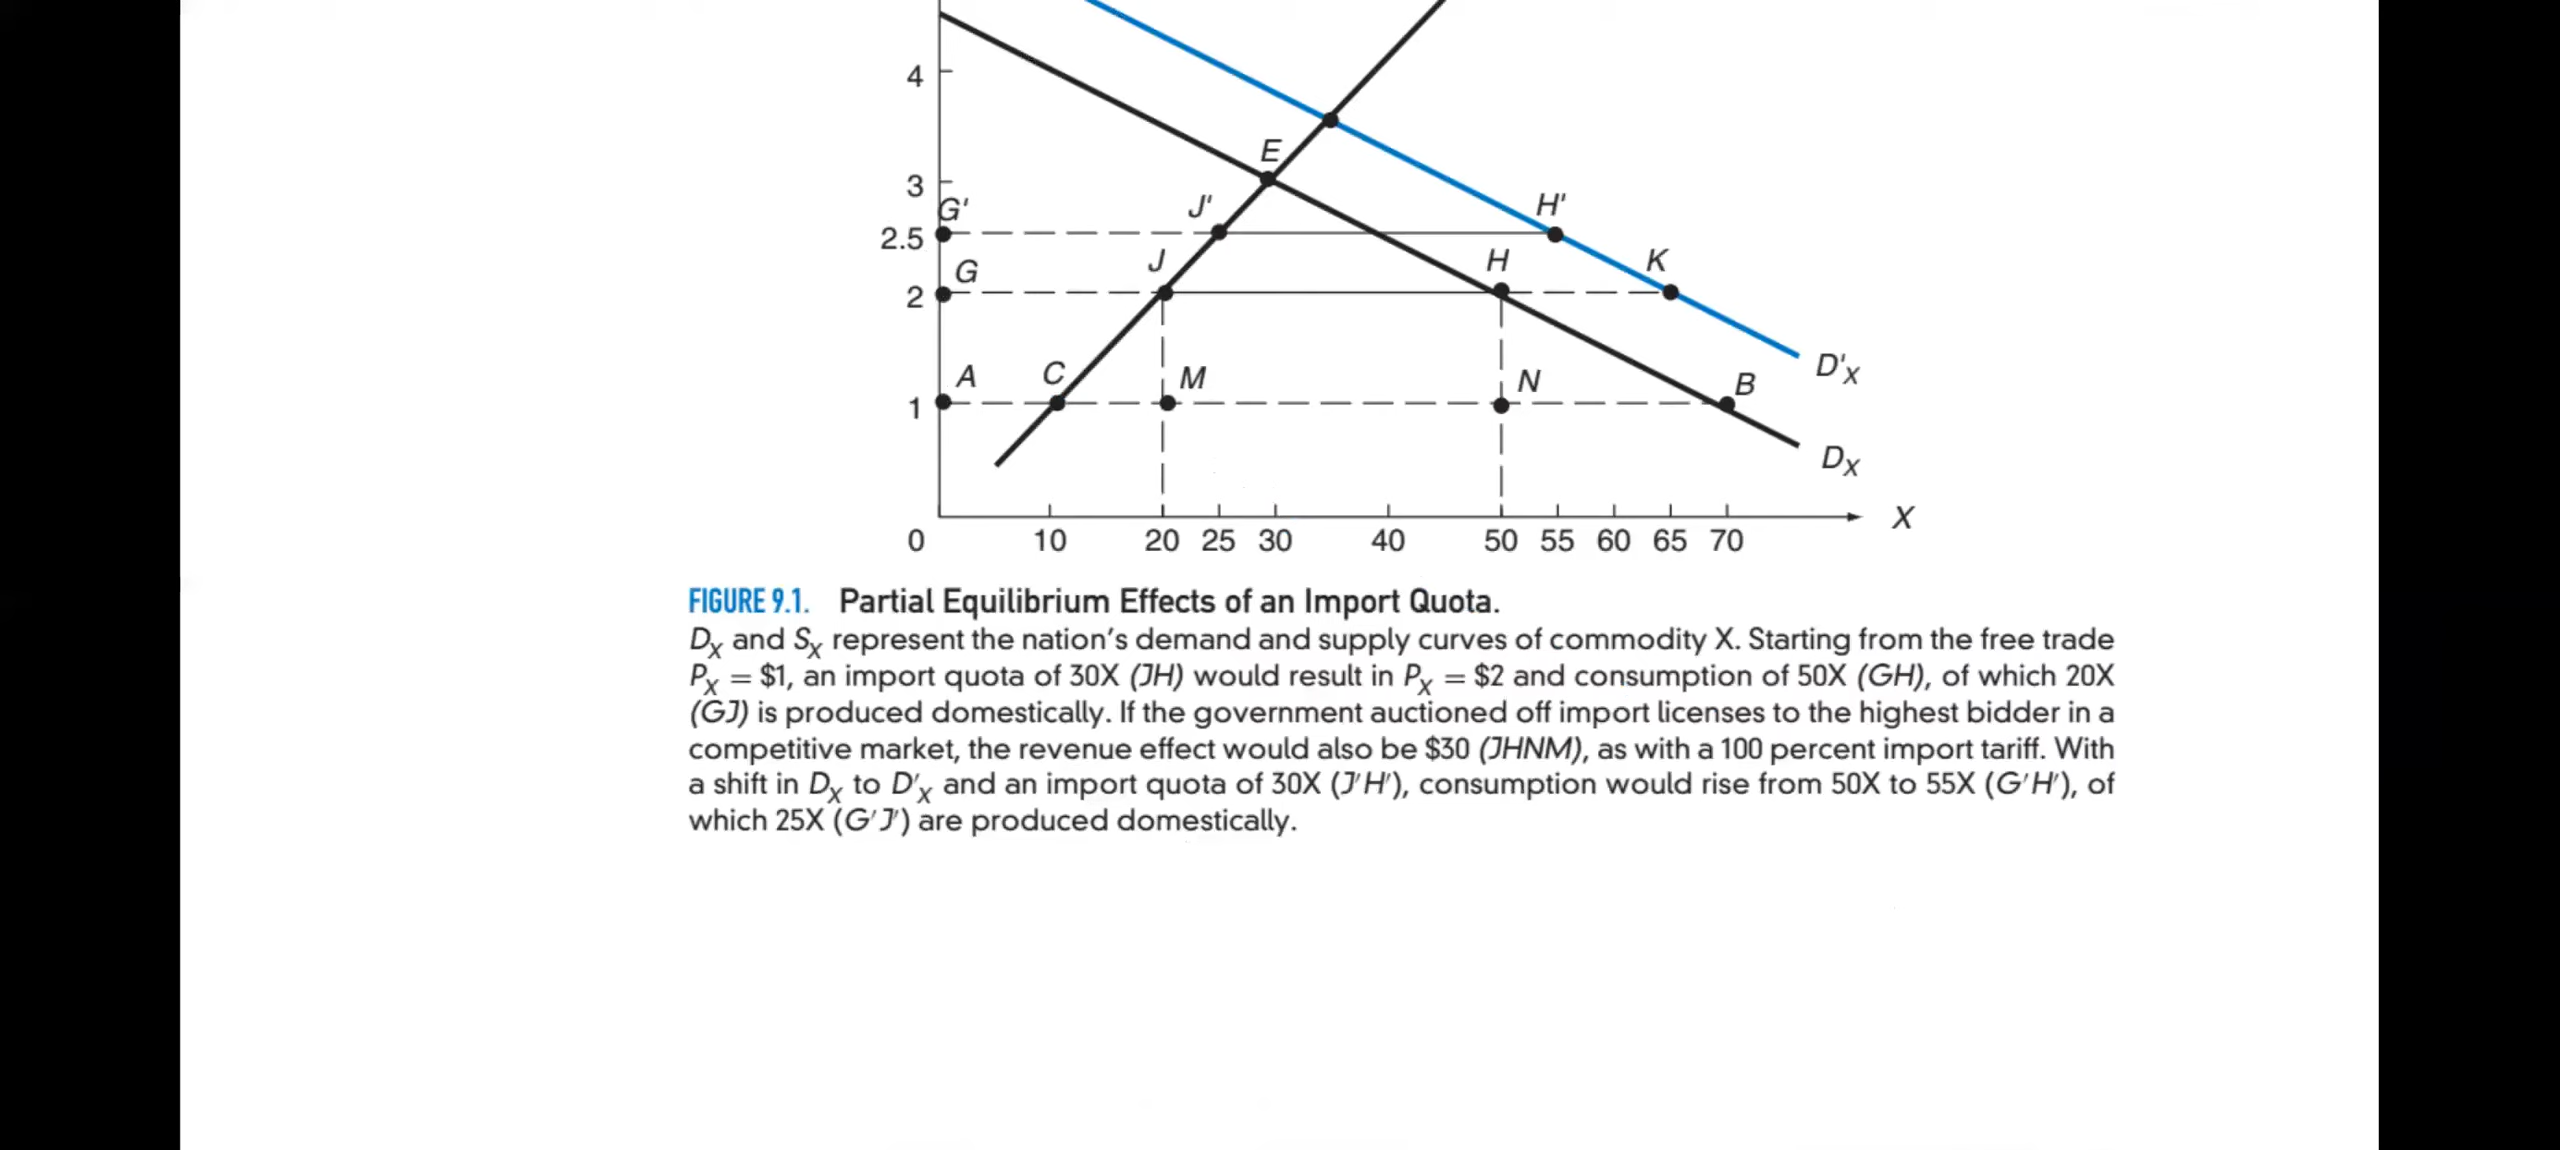 4
E
3
G' J' H'
2.5
J H K
G
2
A C M N B
1
D'X
DX
X
0 10 20 25 30 40 50 55 60 65 70
FIGURE 9.1. Partial Equilibrium Effects of an Import Quota.
DX and SX represent the nation's demand and supply curves of commodity X. Starting from the free trade
PX = $1, an import quota of 30X (JH) would result in PX = $2 and consumption of 50X (GH), of which 20X
(GJ) is produced domestically. If the government auctioned off import licenses to the highest bidder in a
competitive market, the revenue effect would also be $30 (JHNM), as with a 100 percent import tariff. With
a shift in DX to D'X and an import quota of 30X (J'H'), consumption would rise from 50X to 55X (G'H'), of
which 25X (G'J') are produced domestically.